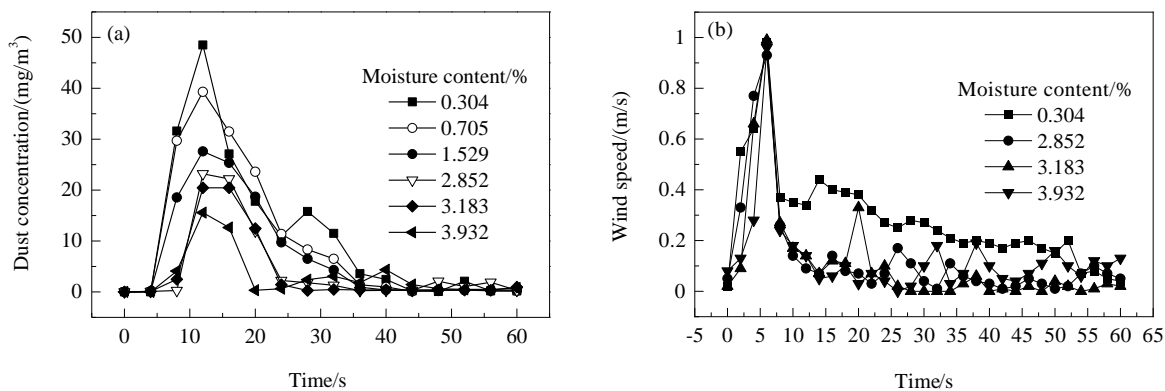 (a)
Dust concentration/(mg/m³)
50
40
30
20
10
0
Moisture content/%
0.304
0.705
1.529
2.852
3.183
3.932
0 10 20 30 40 50 60
Time/s
(b)
Wind speed/(m/s)
1
0.8
0.6
0.4
0.2
0
Moisture content/%
0.304
2.852
3.183
3.932
-5 0 5 10 15 20 25 30 35 40 45 50 55 60 65
Time/s